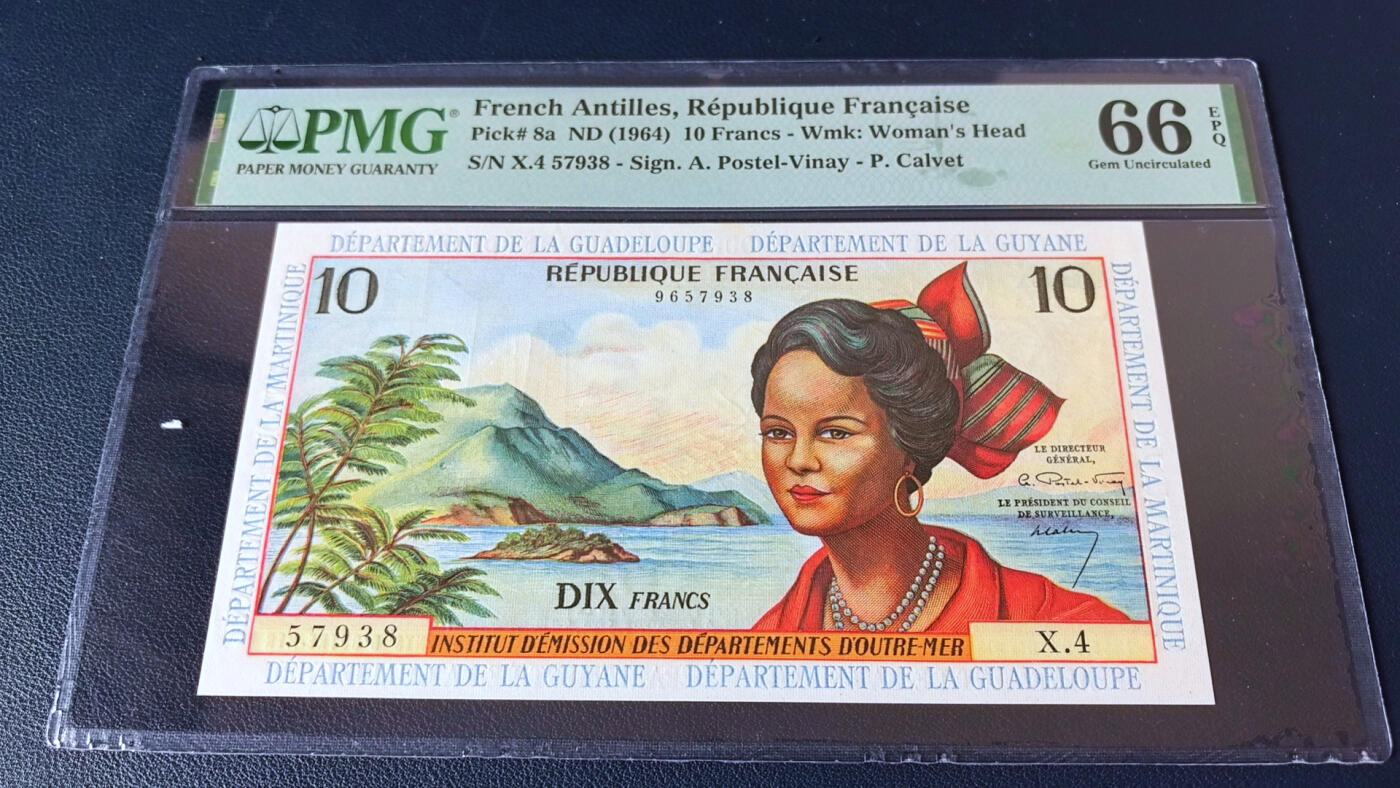 PMG®
PAPER MONEY GUARANTY
French Antilles, République Française
Pick# 8a ND (1964) 10 Francs - Wmk: Woman's Head
S/N X.4 57938 - Sign. A. Postel-Vinay - P. Calvet
66
EPQ
Gem Uncirculated
DÉPARTEMENT DE LA GUADELOUPE DÉPARTEMENT DE LA GUYANE
DÉPARTEMENT DE LA MARTINIQUE
DÉPARTEMENT DE LA MARTINIQUE
10
RÉPUBLIQUE FRANÇAISE
9657938
10
LE DIRECTEUR
GÉNÉRAL,
A. Postel-Vinay
LE PRÉSIDENT DU CONSEIL
DE SURVEILLANCE,
DIX FRANCS
57938
INSTITUT D'ÉMISSION DES DÉPARTEMENTS D'OUTRE-MER
X.4
DÉPARTEMENT DE LA GUYANE DÉPARTEMENT DE LA GUADELOUPE